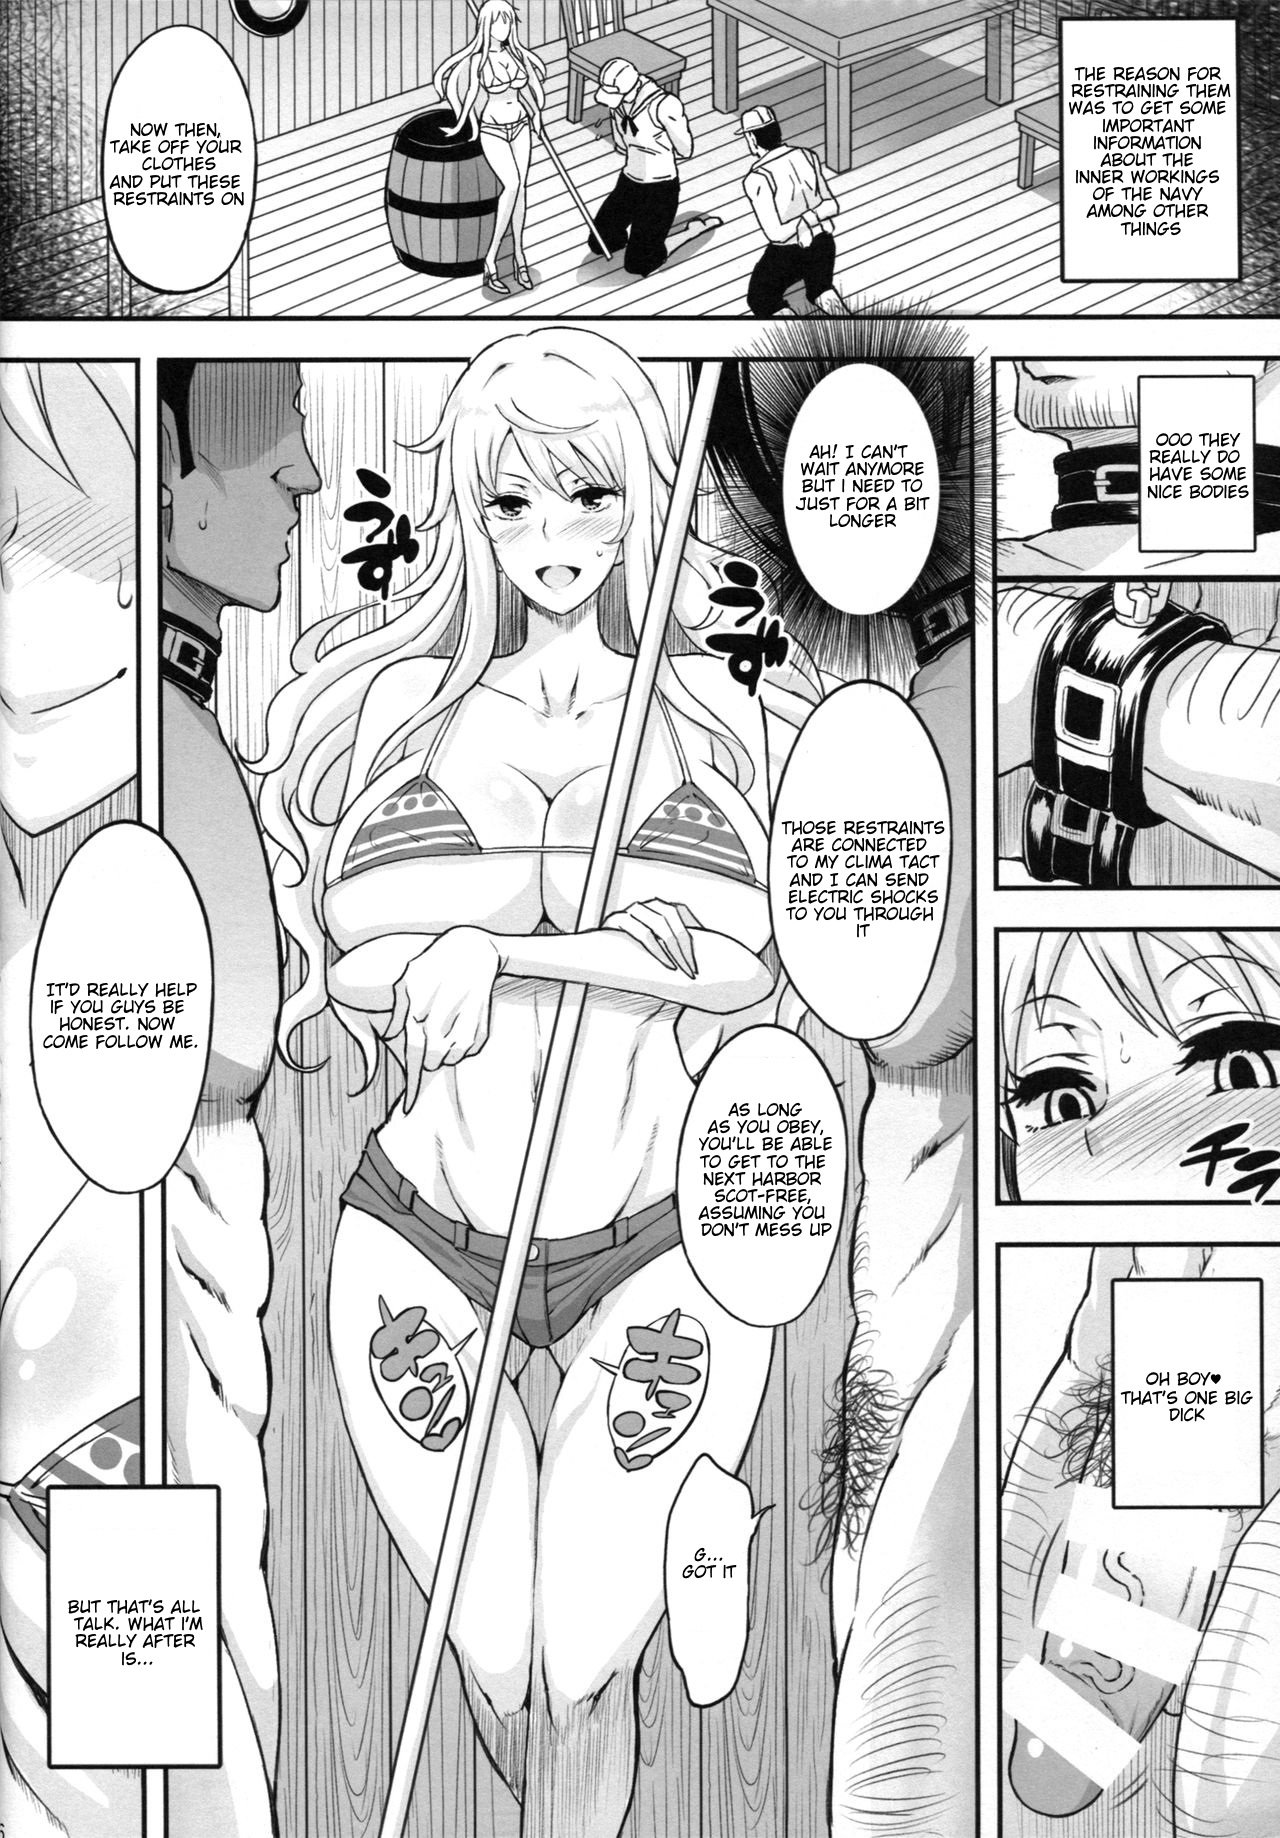 THE REASON FOR
RESTRAINING THEM
WAS TO GET SOME
IMPORTANT
INFORMATION
ABOUT THE
INNER WORKINGS
OF THE NAVY
AMONG OTHER
THINGS
NOW THEN,
TAKE OFF YOUR
CLOTHES
AND PUT THESE
RESTRAINTS ON
OOO THEY
REALLY DO
HAVE SOME
NICE BODIES
チラ
OH BOY♥
THAT'S ONE BIG
DICK
AH! I CAN'T
WAIT ANYMORE
BUT I NEED TO
JUST FOR A BIT
LONGER
うず
うず
THOSE RESTRAINTS
ARE CONNECTED
TO MY CLIMA TACT
AND I CAN SEND
ELECTRIC SHOCKS
TO YOU THROUGH
IT
AS LONG
AS YOU OBEY,
YOU'LL BE ABLE
TO GET TO THE
NEXT HARBOR
SCOT-FREE,
ASSUMING YOU
DON'T MESS UP
G...
GOT IT
IT'D REALLY HELP
IF YOU GUYS BE
HONEST. NOW
COME FOLLOW ME.
BUT THAT'S ALL
TALK. WHAT I'M
REALLY AFTER
IS...